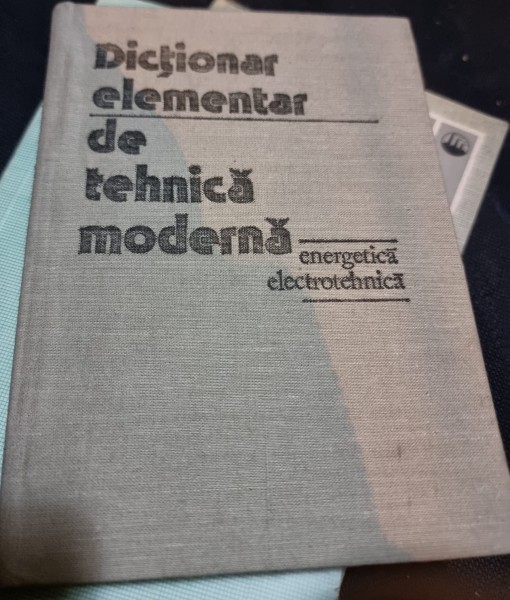 Dicționar
elementar
de
tehnică
modernă
energetică
electrotehnică